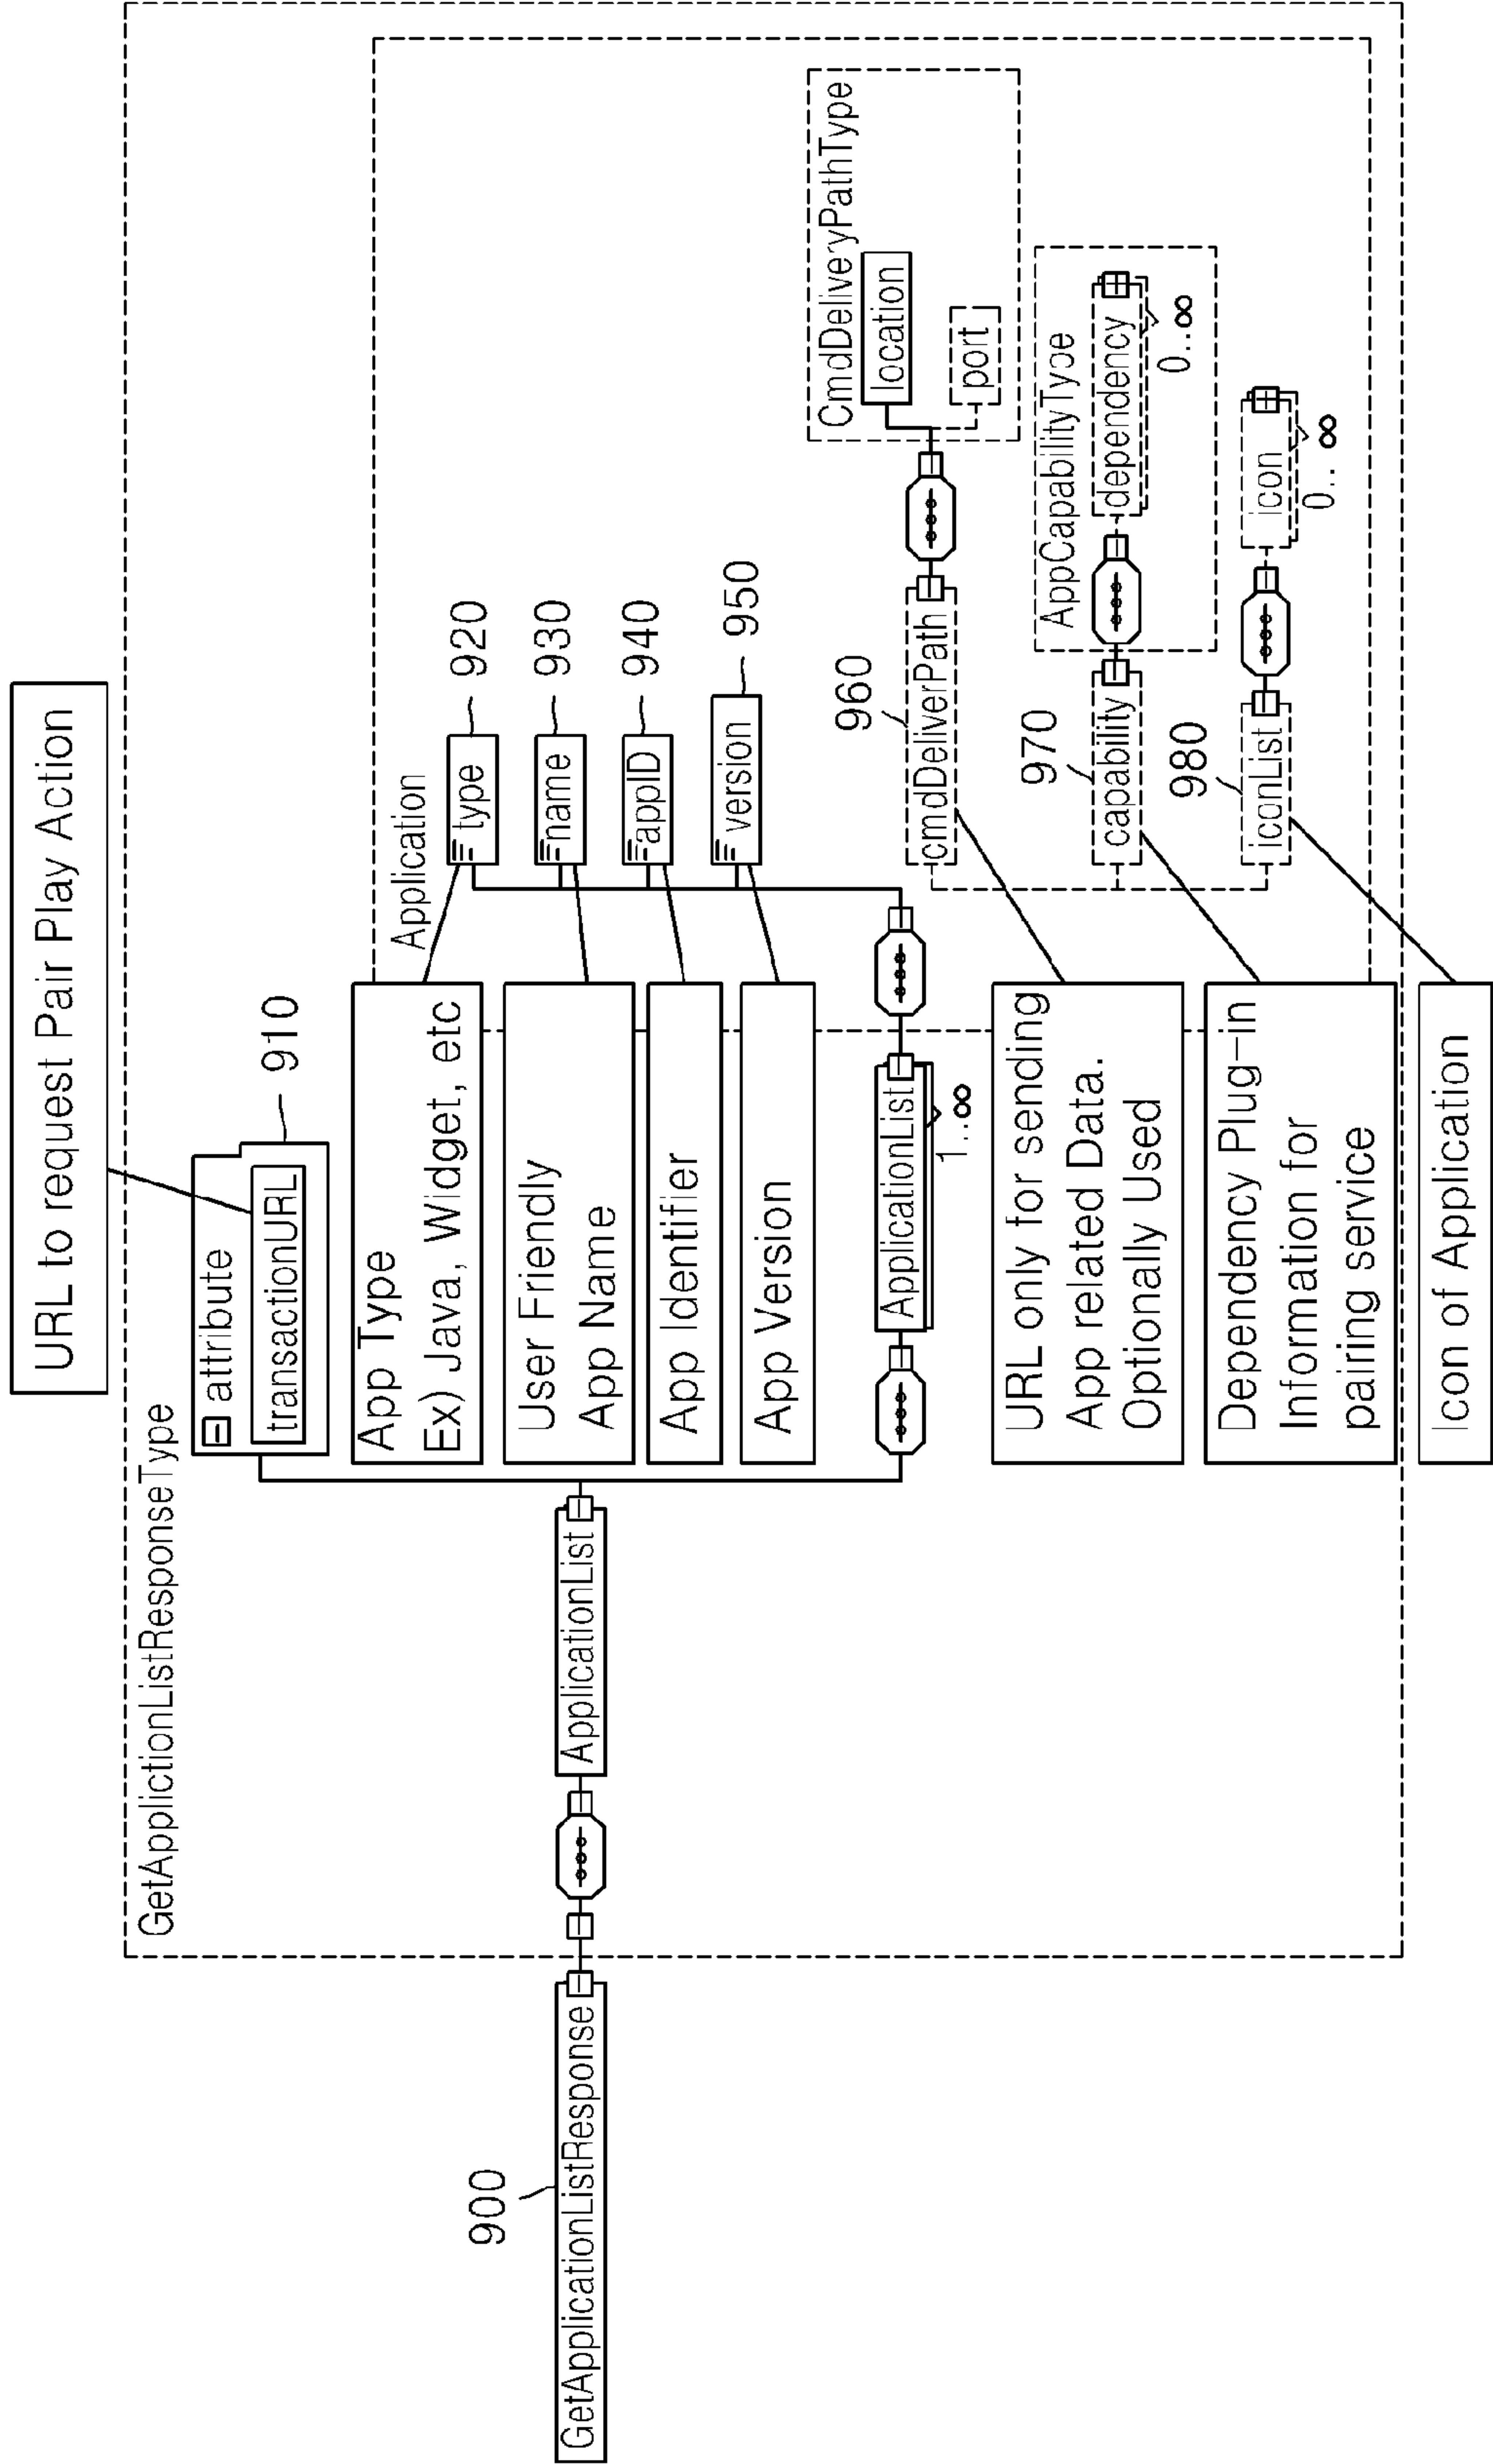 URL to request Pair Play Action
GetApplictionListResponseType
attribute
transactionURL
910
App Type
Ex) Java, Widget, etc
Application
type
920
User Friendly
App Name
name
930
900
GetApplicationListResponse
ApplicationList
App Identifier
appID
940
App Version
version
950
ApplicationList
1..∞
960
cmdDeliverPath
CmdDeliveryPathType
location
port
URL only for sending
App related Data.
Optionally Used
970
capability
AppCapabilityType
dependency
0..∞
Dependency Plug-in
Information for
pairing service
980
iconList
icon
0.. ∞
Icon of Application